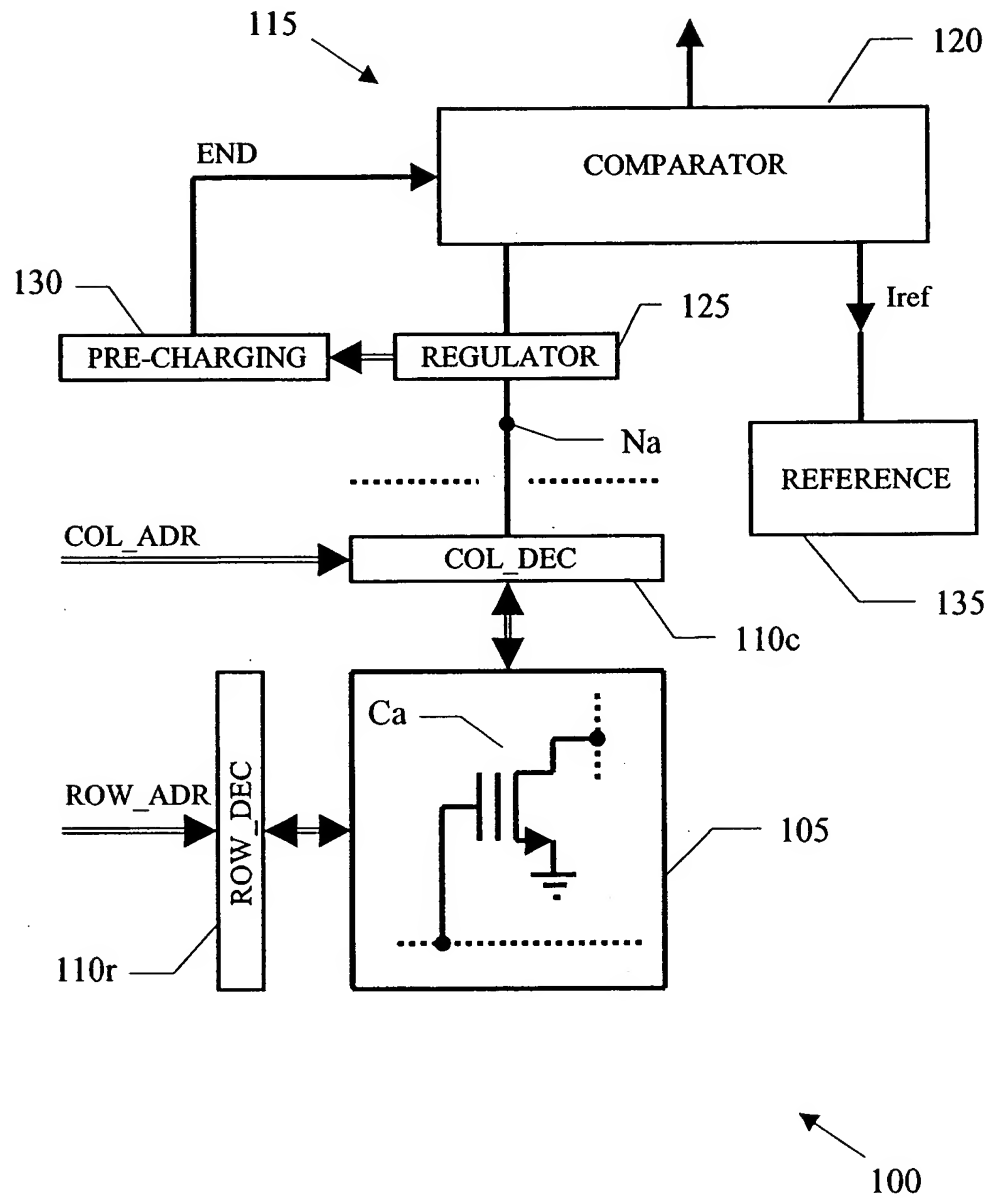 115
120
COMPARATOR
END
130
125
Iref
PRE-CHARGING
REGULATOR
Na
REFERENCE
COL_ADR
COL_DEC
135
110c
Ca
ROW_ADR
ROW_DEC
105
110r
100